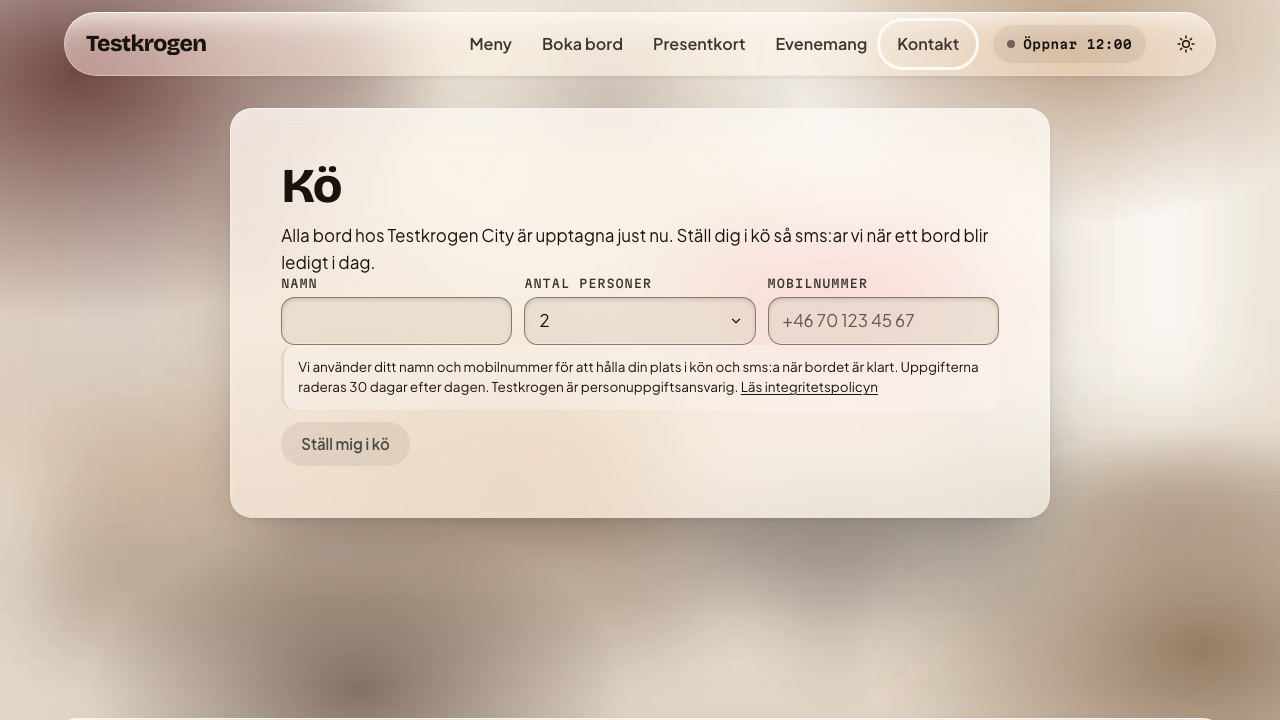 Testkrogen
Meny
Boka bord
Presentkort
Evenemang
Kontakt
Öppnar 12:00
Kö
Alla bord hos Testkrogen City är upptagna just nu. Ställ dig i kö så sms:ar vi när ett bord blir
ledigt i dag.
NAMN
ANTAL PERSONER
MOBILNUMMER
2
+46 70 123 45 67
Vi använder ditt namn och mobilnummer för att hålla din plats i kön och sms:a när bordet är klart. Uppgifterna
raderas 30 dagar efter dagen. Testkrogen är personuppgiftsansvarig. Läs integritetspolicyn
Ställ mig i kö